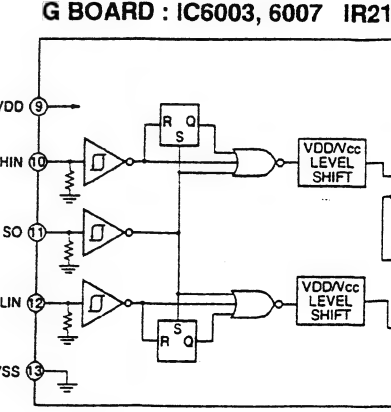 G BOARD : IC6003, 6007 IR21
VDD 9
R Q
S
HIN 10
VDD/Vcc
LEVEL
SHIFT
SO 11
LIN 12
VDD/Vcc
LEVEL
SHIFT
S
R Q
VSS 13